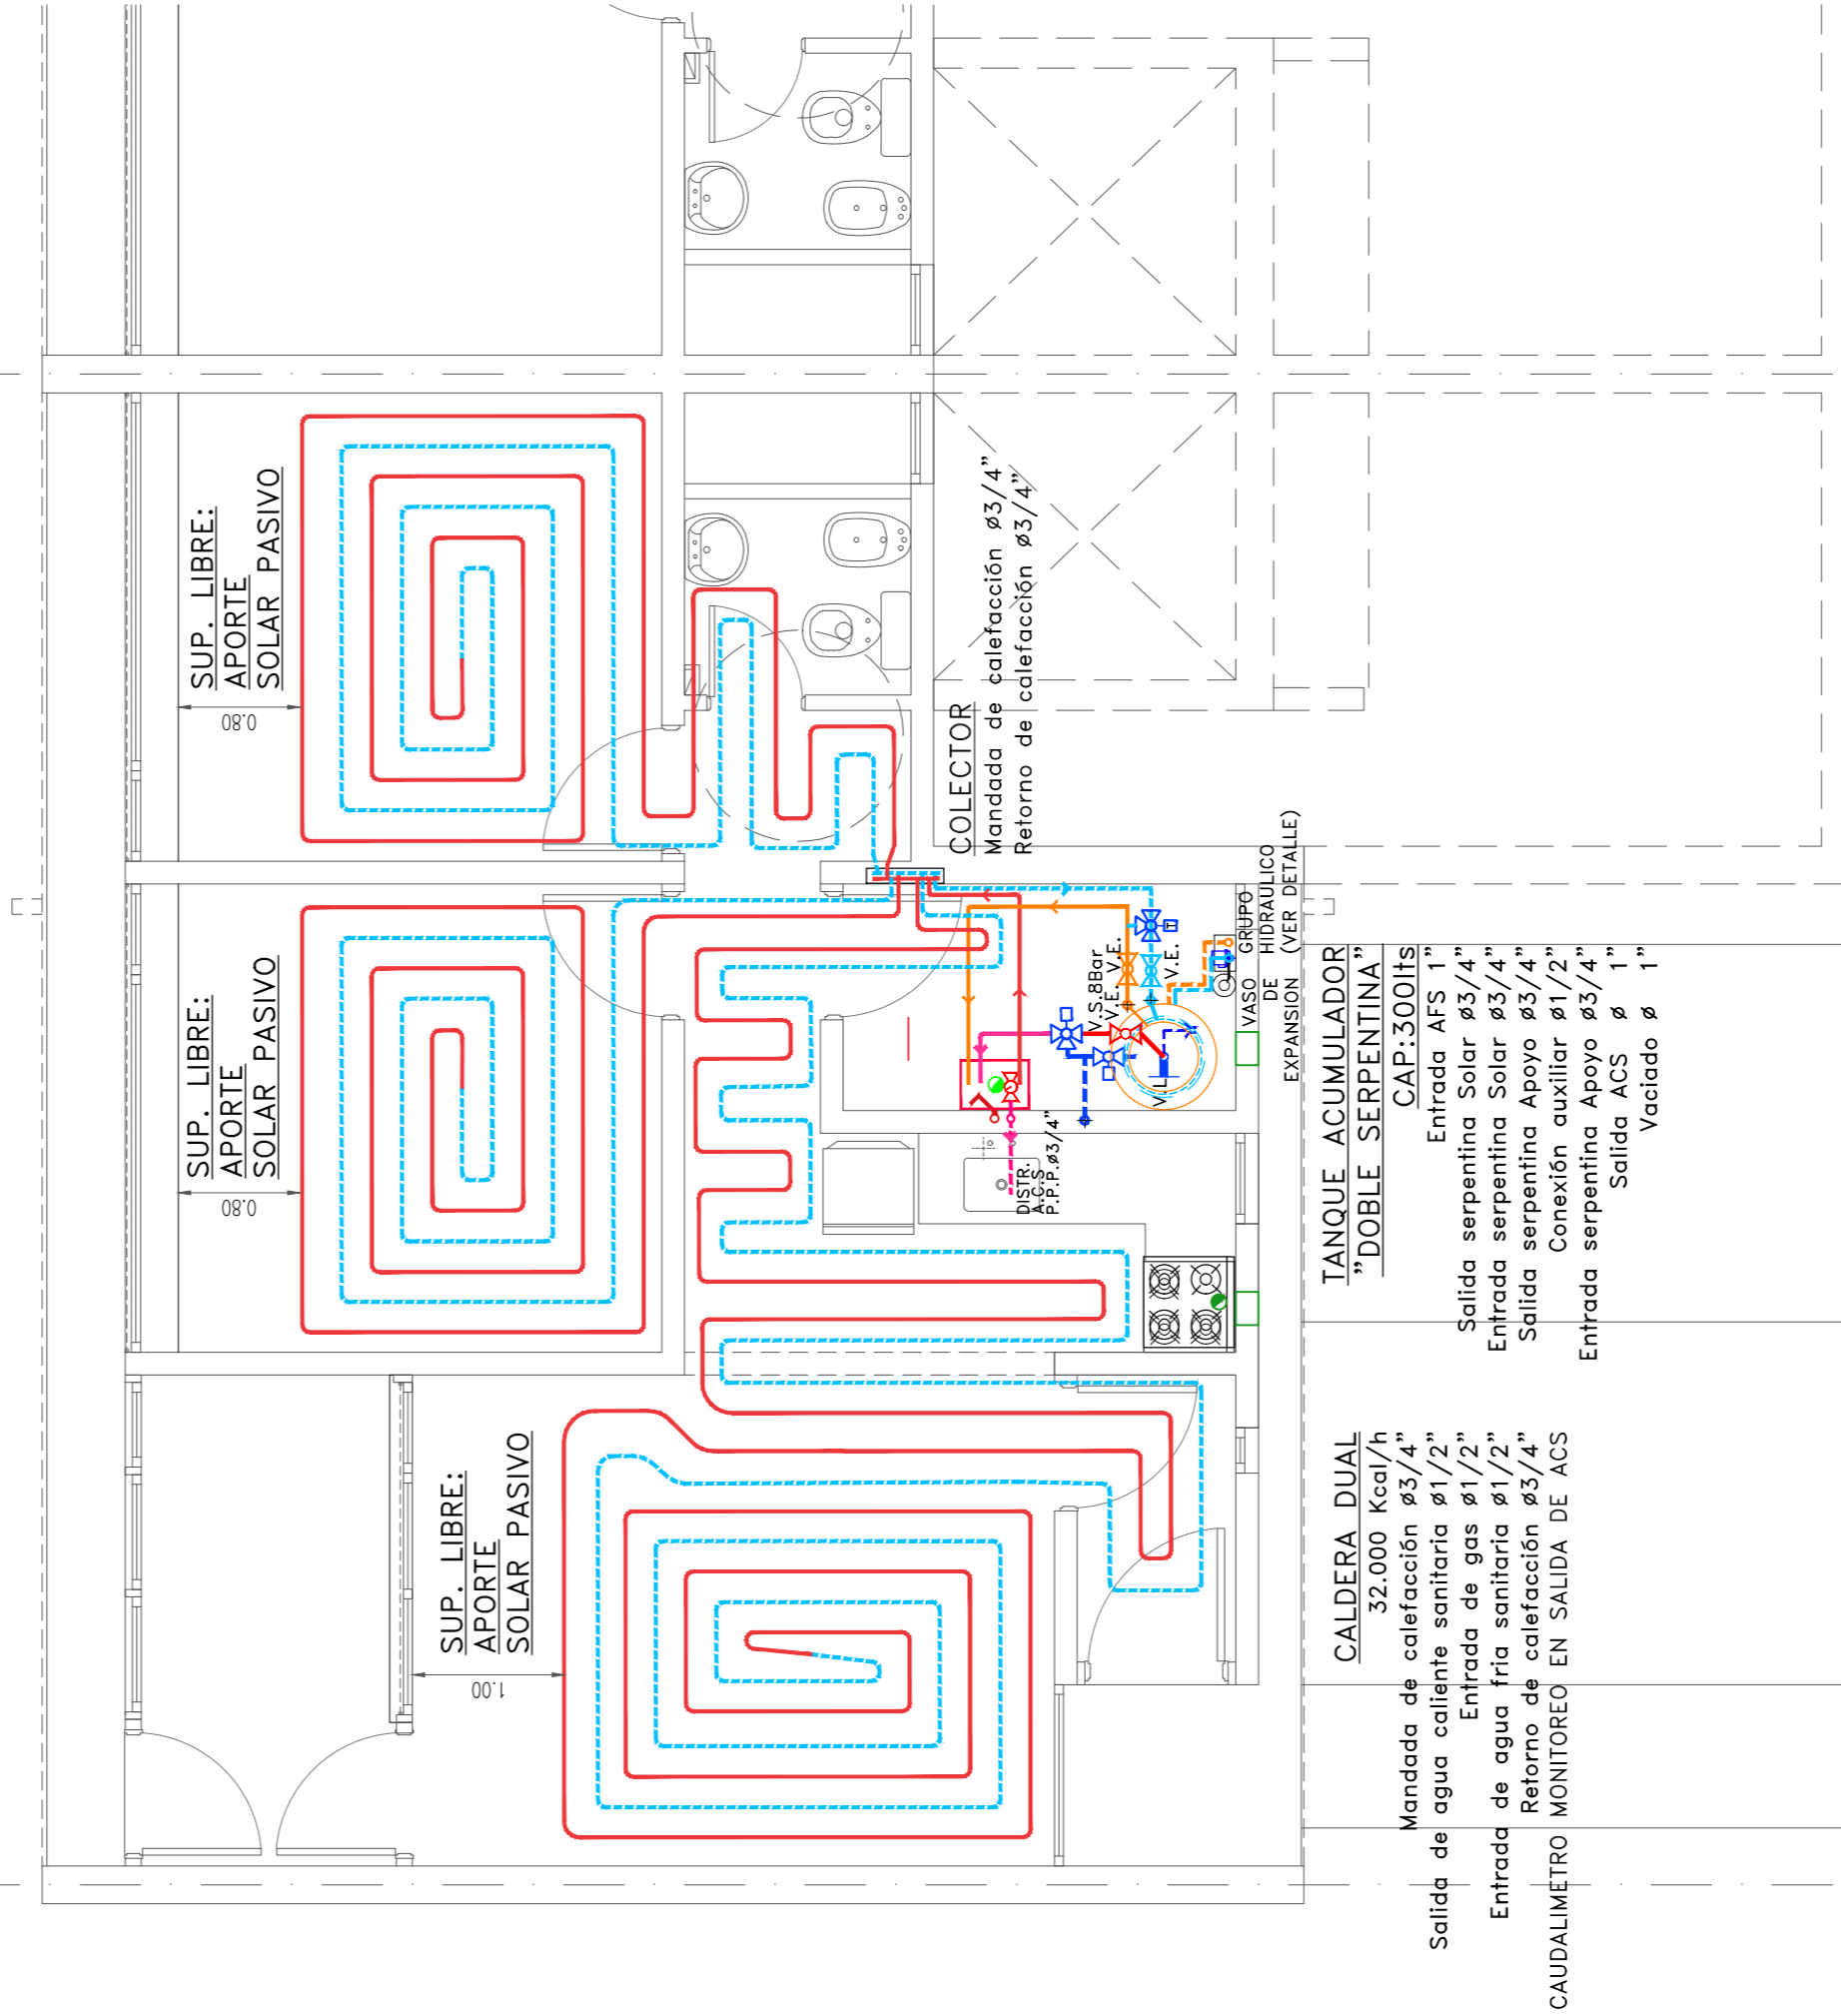 SUP. LIBRE:
APORTE
SOLAR PASIVO
0.80
SUP. LIBRE:
APORTE
SOLAR PASIVO
0.80
SUP. LIBRE:
APORTE
SOLAR PASIVO
1.00
COLECTOR
Mandada de calefacción ø3/4"
Retorno de calefacción ø3/4"
V.S.8Bar
V.E.
V.E.
V.E.
T
V.L
DISTR.
A.C.S.
P.P.P.ø3/4"
VASO
DE
EXPANSION
GRUPO
HIDRAULICO
(VER DETALLE)
TANQUE ACUMULADOR
"DOBLE SERPENTINA"
CAP:300lts
Entrada AFS 1"
Salida serpentina Solar ø3/4"
Entrada serpentina Solar ø3/4"
Salida serpentina Apoyo ø3/4"
Conexión auxiliar ø1/2"
Entrada serpentina Apoyo ø3/4"
Salida ACS ø 1"
Vaciado ø 1"
CALDERA DUAL
32.000 Kcal/h
Mandada de calefacción ø3/4"
Salida de agua caliente sanitaria ø1/2"
Entrada de gas ø1/2"
Entrada de agua fria sanitaria ø1/2"
Retorno de calefacción ø3/4"
CAUDALIMETRO MONITOREO EN SALIDA DE ACS